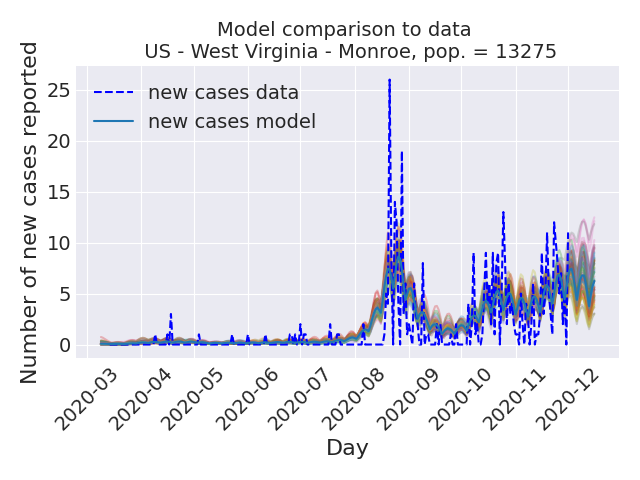 Model comparison to data
US - West Virginia - Monroe, pop. = 13275
Number of new cases reported
25
20
15
10
5
0
new cases data
new cases model
2020-03
2020-04
2020-05
2020-06
2020-07
2020-08
2020-09
2020-10
2020-11
2020-12
Day